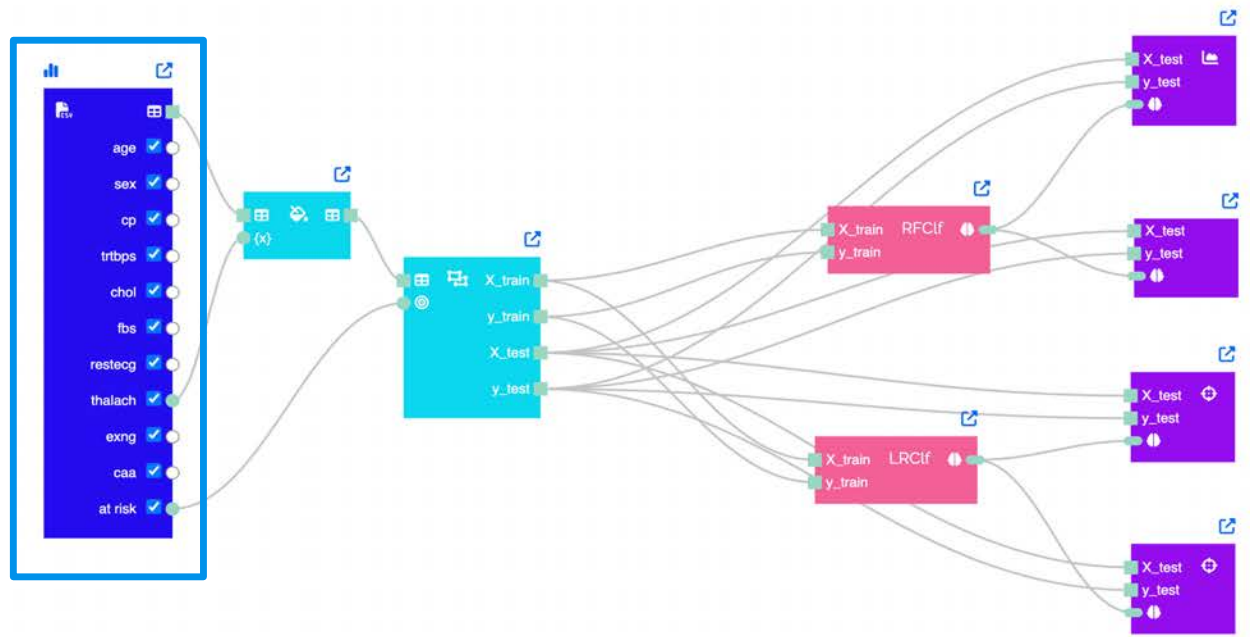 CSV
age
sex
cp
trtbps
chol
fbs
restecg
thalach
exng
caa
at risk
{x}
X_train
y_train
X_test
y_test
X_train RFClf
y_train
X_train LRClf
y_train
X_test
y_test
X_test
y_test
X_test
y_test
X_test
y_test